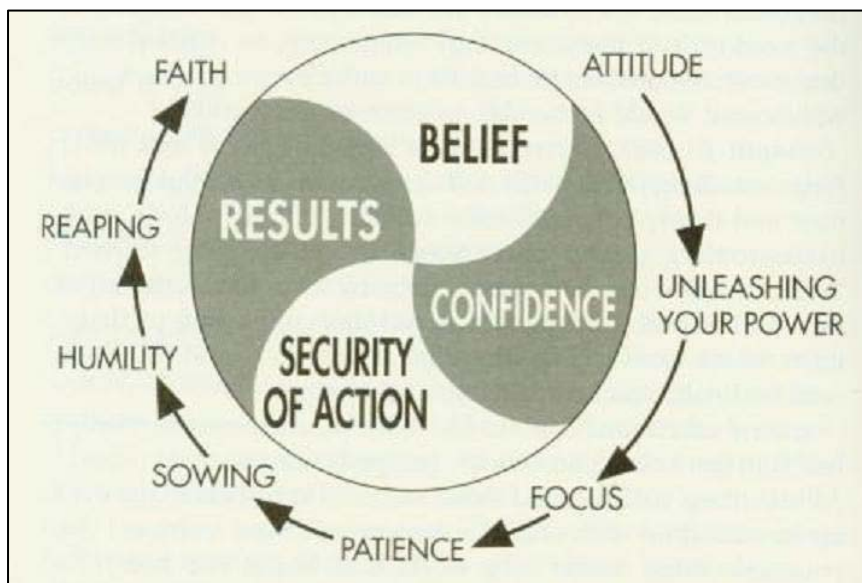 FAITH
ATTITUDE
BELIEF
RESULTS
REAPING
UNLEASHING
YOUR POWER
CONFIDENCE
HUMILITY
SECURITY
OF ACTION
SOWING
FOCUS
PATIENCE